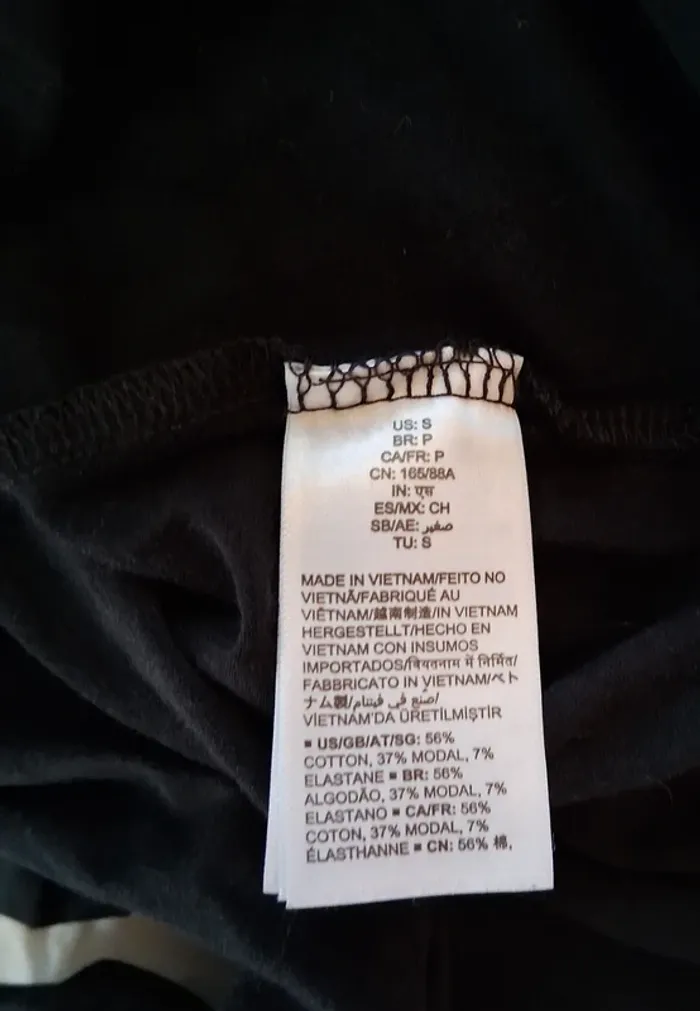 US: S
BR: P
CA/FR: P
CN: 165/88A
IN: एस
ES/MX: CH
SB/AE: صغير
TU: S
MADE IN VIETNAM/FEITO NO
VIETNÃ/FABRIQUÉ AU
VIÊTNAM/越南制造/IN VIETNAM
HERGESTELLT/HECHO EN
VIETNAM CON INSUMOS
IMPORTADOS/वियतनाम में निर्मित/
FABBRICATO IN VIETNAM/ベト
ナム製/صنع في فيتنام/
VİETNAM'DA ÜRETİLMİŞTİR
▪ US/GB/AT/SG: 56%
COTTON, 37% MODAL, 7%
ELASTANE ▪ BR: 56%
ALGODÃO, 37% MODAL, 7%
ELASTANO ▪ CA/FR: 56%
COTON, 37% MODAL, 7%
ÉLASTHANNE ▪ CN: 56% 棉,